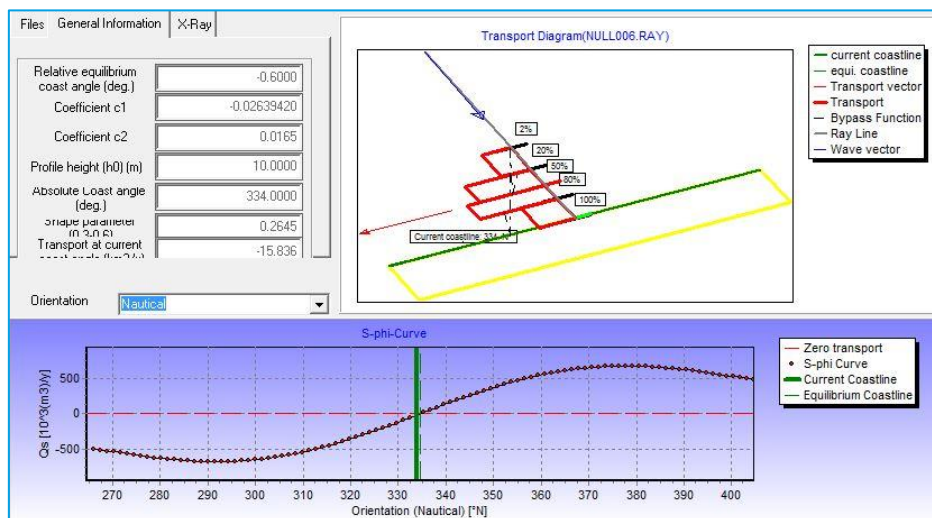 Files General Information X-Ray
Relative equilibrium
coast angle (deg.)
-0.6000
Coefficient c1
-0.02639420
Coefficient c2
0.0165
Profile height (h0) (m)
10.0000
Absolute Coast angle
(deg.)
334.0000
Shape parameter
(0.3-0.6)
0.2645
Transport at current
-15.836
Orientation
Nautical
Transport Diagram(NULL006.RAY)
2%
20%
50%
80%
100%
Current coastline: 334 N
current coastline
equi. coastline
Transport vector
Transport
Bypass Function
Ray Line
Wave vector
S-phi-Curve
Qs [10^3(m3)/y]
500
0
-500
270 280 290 300 310 320 330 340 350 360 370 380 390 400
Orientation (Nautical) [°N]
Zero transport
S-phi Curve
Current Coastline
Equilibrium Coastline